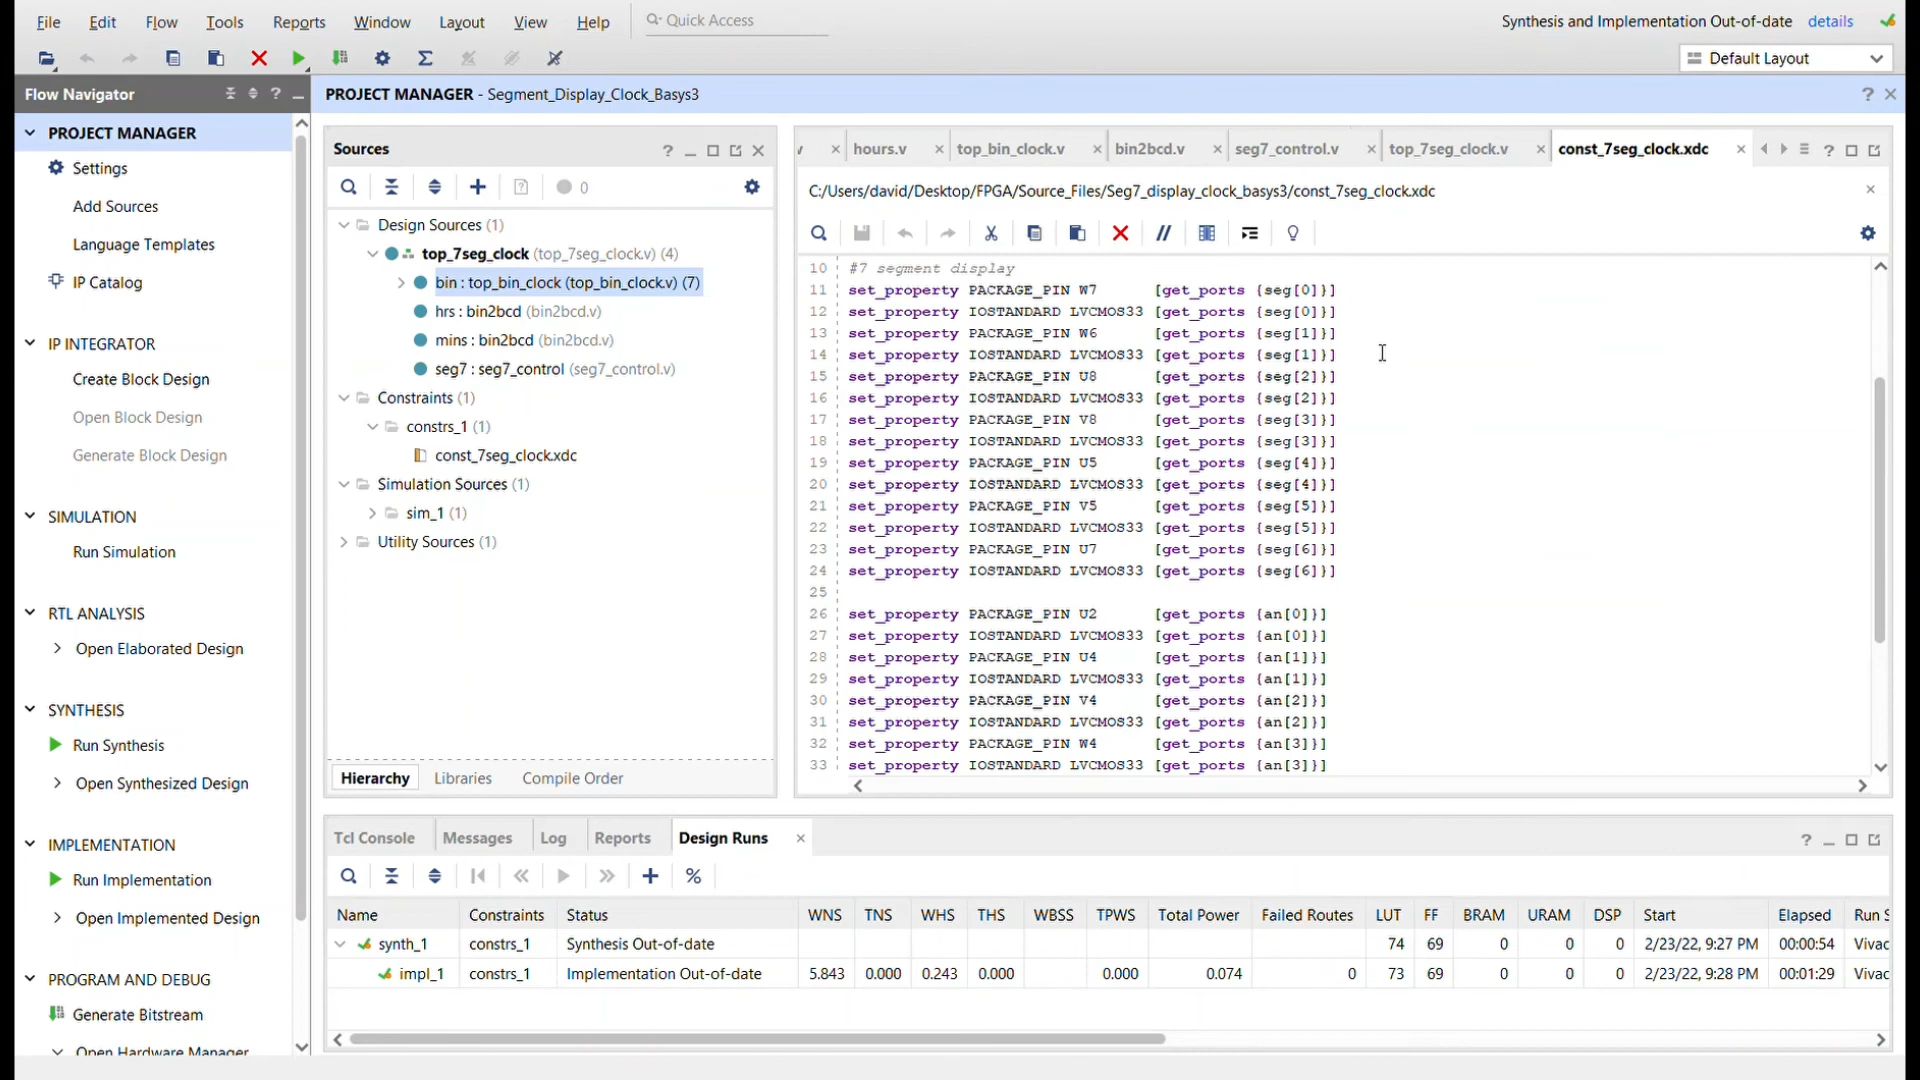 File Edit Flow Tools Reports Window Layout View Help Quick Access
Synthesis and Implementation Out-of-date details
Default Layout
Flow Navigator
PROJECT MANAGER - Segment_Display_Clock_Basys3
PROJECT MANAGER
Settings
Add Sources
Language Templates
IP Catalog
IP INTEGRATOR
Create Block Design
Open Block Design
Generate Block Design
SIMULATION
Run Simulation
RTL ANALYSIS
Open Elaborated Design
SYNTHESIS
Run Synthesis
Open Synthesized Design
IMPLEMENTATION
Run Implementation
Open Implemented Design
PROGRAM AND DEBUG
Generate Bitstream
Open Hardware Manager
Sources
0
Design Sources (1)
top_7seg_clock (top_7seg_clock.v) (4)
bin : top_bin_clock (top_bin_clock.v) (7)
hrs : bin2bcd (bin2bcd.v)
mins : bin2bcd (bin2bcd.v)
seg7 : seg7_control (seg7_control.v)
Constraints (1)
constrs_1 (1)
const_7seg_clock.xdc
Simulation Sources (1)
sim_1 (1)
Utility Sources (1)
Hierarchy Libraries Compile Order
v hours.v top_bin_clock.v bin2bcd.v seg7_control.v top_7seg_clock.v const_7seg_clock.xdc
C:/Users/david/Desktop/FPGA/Source_Files/Seg7_display_clock_basys3/const_7seg_clock.xdc
10 #7 segment display
11 set_property PACKAGE_PIN W7 [get_ports {seg[0]}]
12 set_property IOSTANDARD LVCMOS33 [get_ports {seg[0]}]
13 set_property PACKAGE_PIN W6 [get_ports {seg[1]}]
14 set_property IOSTANDARD LVCMOS33 [get_ports {seg[1]}]
15 set_property PACKAGE_PIN U8 [get_ports {seg[2]}]
16 set_property IOSTANDARD LVCMOS33 [get_ports {seg[2]}]
17 set_property PACKAGE_PIN V8 [get_ports {seg[3]}]
18 set_property IOSTANDARD LVCMOS33 [get_ports {seg[3]}]
19 set_property PACKAGE_PIN U5 [get_ports {seg[4]}]
20 set_property IOSTANDARD LVCMOS33 [get_ports {seg[4]}]
21 set_property PACKAGE_PIN V5 [get_ports {seg[5]}]
22 set_property IOSTANDARD LVCMOS33 [get_ports {seg[5]}]
23 set_property PACKAGE_PIN U7 [get_ports {seg[6]}]
24 set_property IOSTANDARD LVCMOS33 [get_ports {seg[6]}]
25
26 set_property PACKAGE_PIN U2 [get_ports {an[0]}]
27 set_property IOSTANDARD LVCMOS33 [get_ports {an[0]}]
28 set_property PACKAGE_PIN U4 [get_ports {an[1]}]
29 set_property IOSTANDARD LVCMOS33 [get_ports {an[1]}]
30 set_property PACKAGE_PIN V4 [get_ports {an[2]}]
31 set_property IOSTANDARD LVCMOS33 [get_ports {an[2]}]
32 set_property PACKAGE_PIN W4 [get_ports {an[3]}]
33 set_property IOSTANDARD LVCMOS33 [get_ports {an[3]}]
Tcl Console Messages Log Reports Design Runs
Name Constraints Status WNS TNS WHS THS WBSS TPWS Total Power Failed Routes LUT FF BRAM URAM DSP Start Elapsed Run S
synth_1 constrs_1 Synthesis Out-of-date 74 69 0 0 0 2/23/22, 9:27 PM 00:00:54 Vivad
impl_1 constrs_1 Implementation Out-of-date 5.843 0.000 0.243 0.000 0.000 0.074 0 73 69 0 0 0 2/23/22, 9:28 PM 00:01:29 Vivad